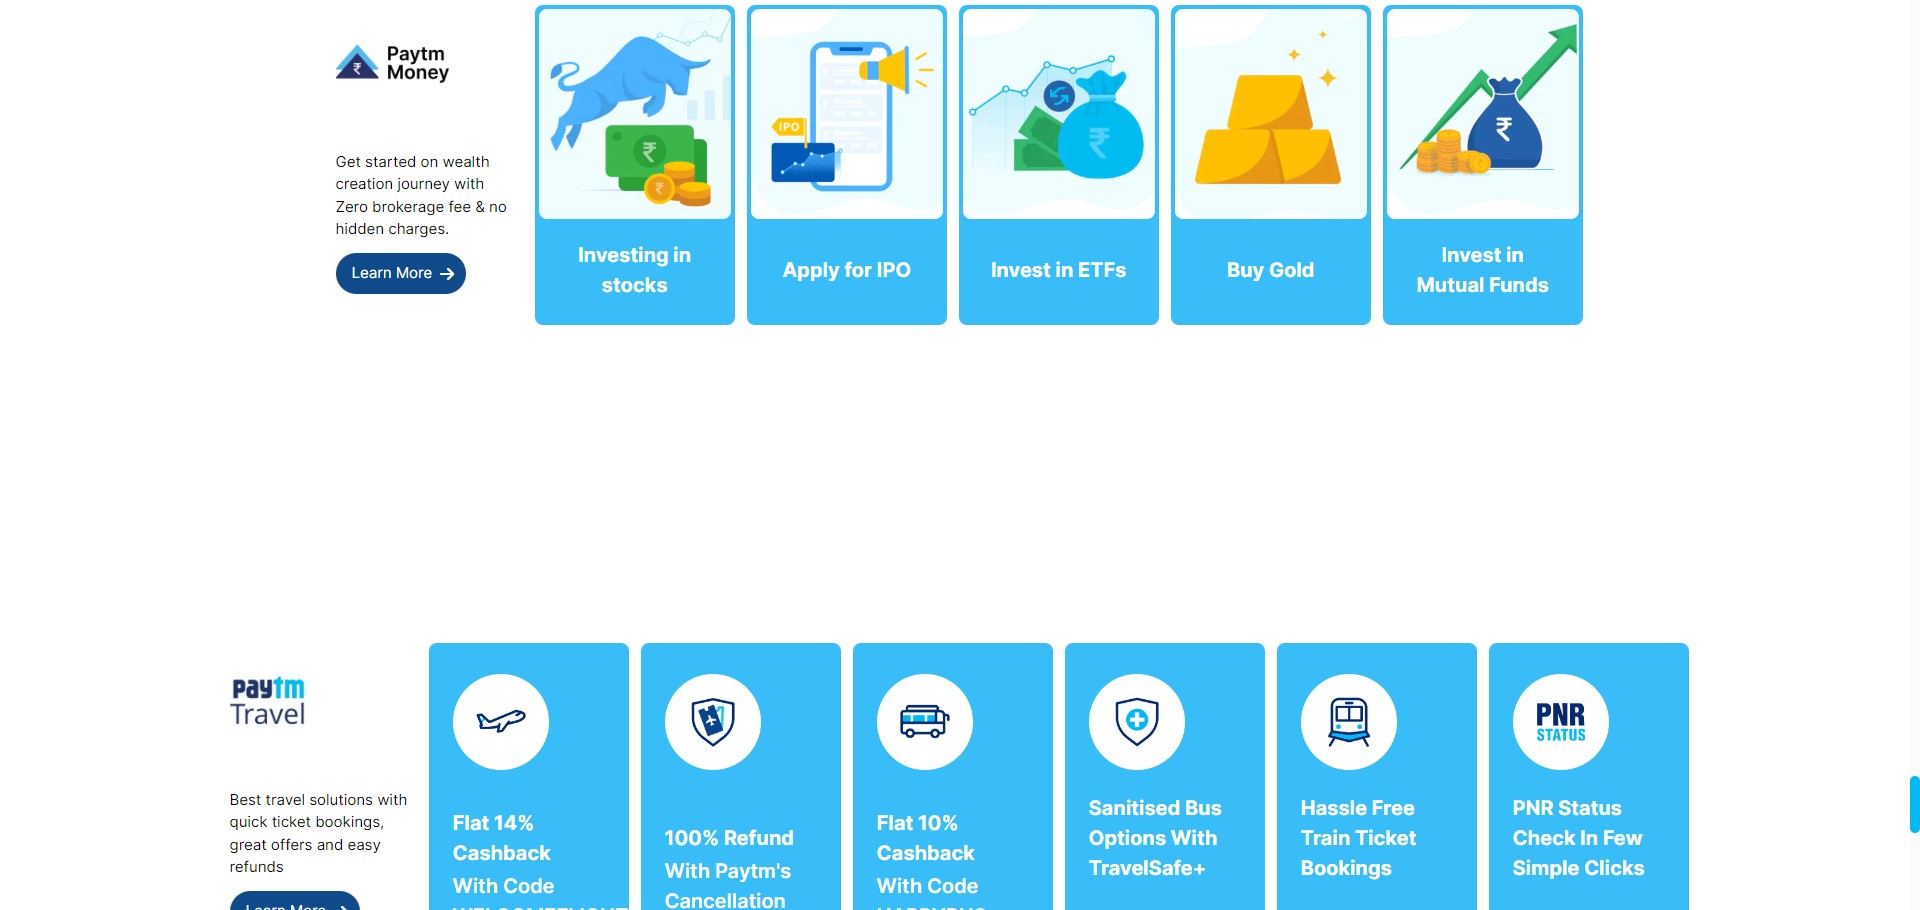 Paytm
Money
Get started on wealth
creation journey with
Zero brokerage fee & no
hidden charges.
Learn More
Investing in
stocks
IPO
Apply for IPO
Invest in ETFs
Buy Gold
Invest in
Mutual Funds
paytm
Travel
Best travel solutions with
quick ticket bookings,
great offers and easy
refunds
Learn More
Flat 14%
Cashback
With Code
WELCOMEFLIGHT
100% Refund
With Paytm's
Cancellation
Flat 10%
Cashback
With Code
HAPPYBUS
Sanitised Bus
Options With
TravelSafe+
Hassle Free
Train Ticket
Bookings
PNR
STATUS
PNR Status
Check In Few
Simple Clicks